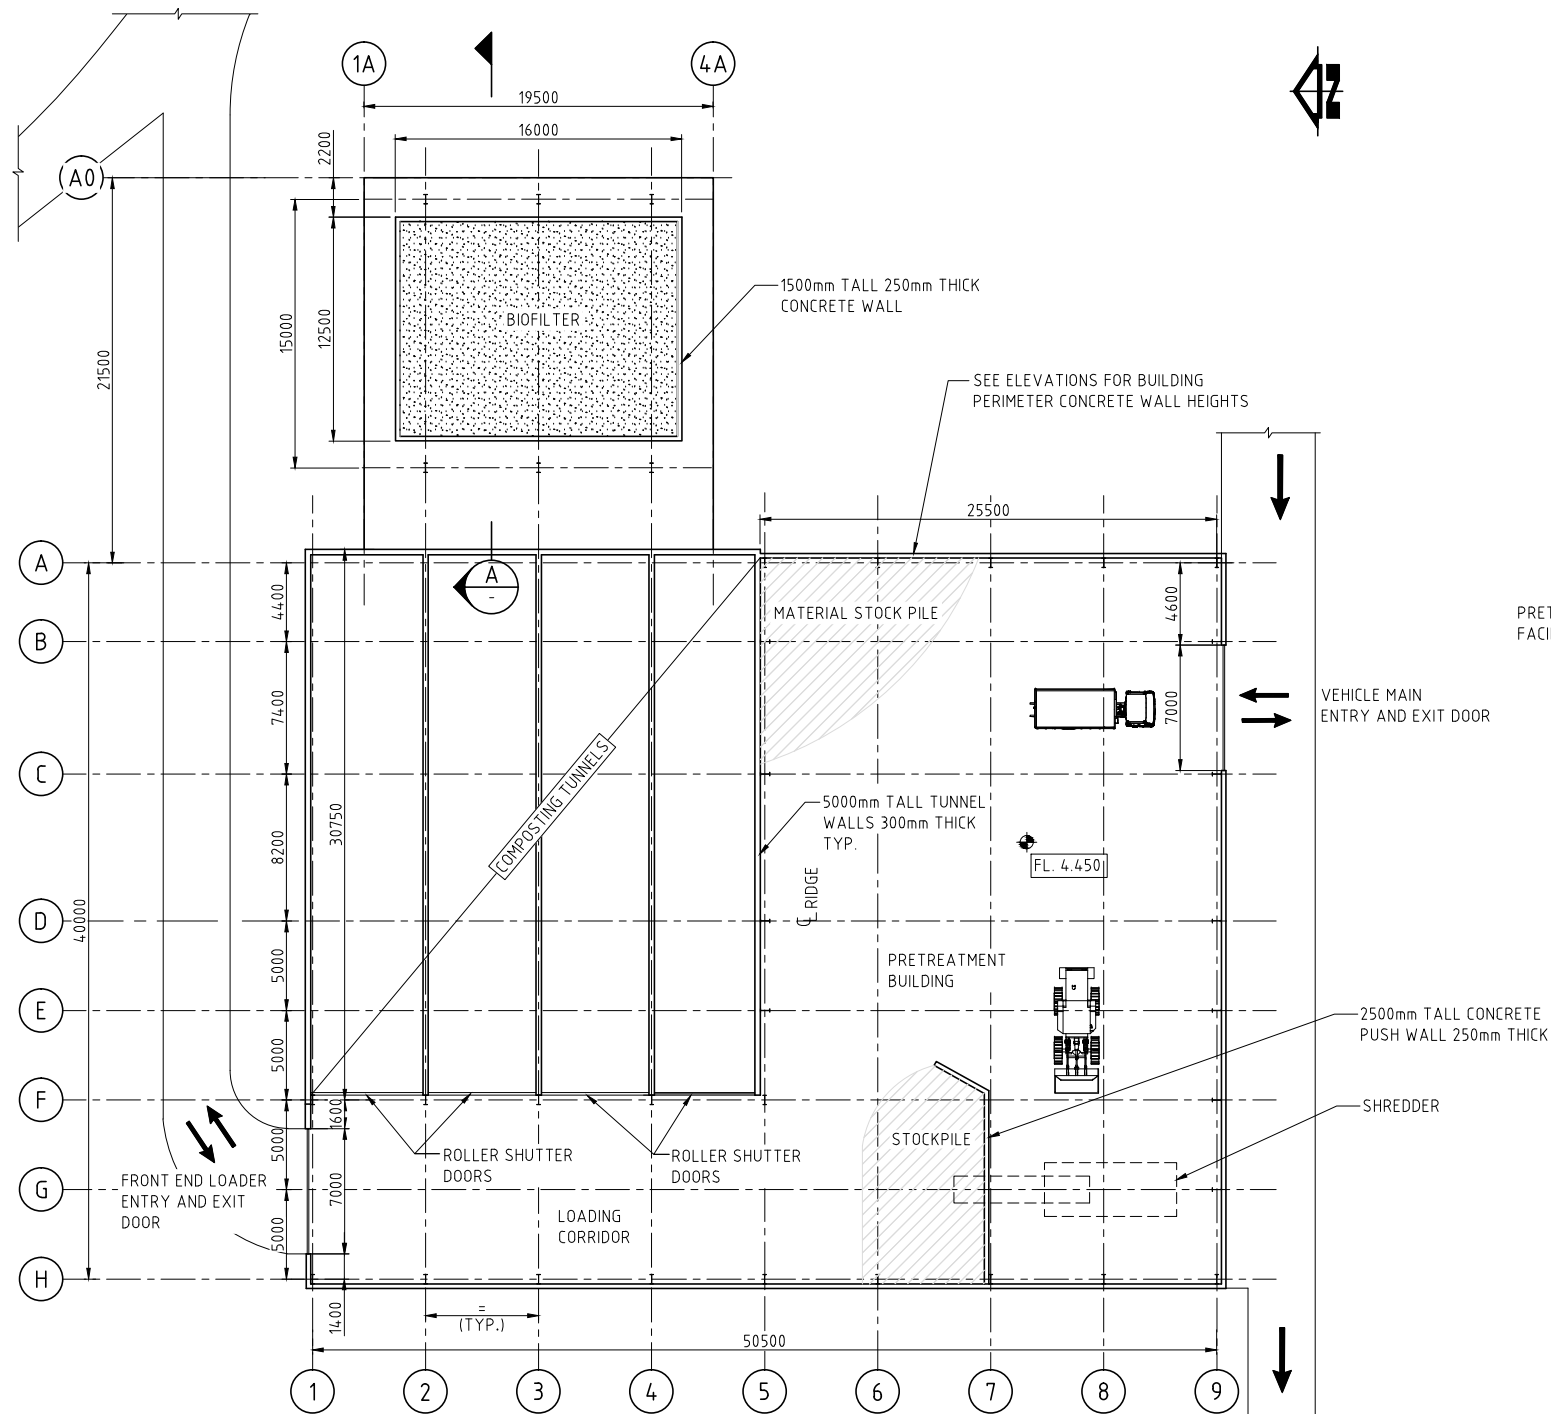 1A
4A
N
19500
16000
2200
A0
1500mm TALL 250mm THICK
CONCRETE WALL
BIOFILTER
15000
12500
21500
SEE ELEVATIONS FOR BUILDING
PERIMETER CONCRETE WALL HEIGHTS
25500
A
A
-
4400
MATERIAL STOCK PILE
4600
PRET
FACI
B
7400
7000
VEHICLE MAIN
ENTRY AND EXIT DOOR
C
COMPOSTING TUNNELS
30750
8200
5000mm TALL TUNNEL
WALLS 300mm THICK
TYP.
FL. 4.450
℄ RIDGE
40000
D
5000
PRETREATMENT
BUILDING
E
5000
2500mm TALL CONCRETE
PUSH WALL 250mm THICK
F
1600
5000
SHREDDER
STOCKPILE
ROLLER SHUTTER
DOORS
ROLLER SHUTTER
DOORS
FRONT END LOADER
ENTRY AND EXIT
DOOR
G
7000
5000
LOADING
CORRIDOR
H
1400
=
(TYP.)
50500
1
2
3
4
5
6
7
8
9